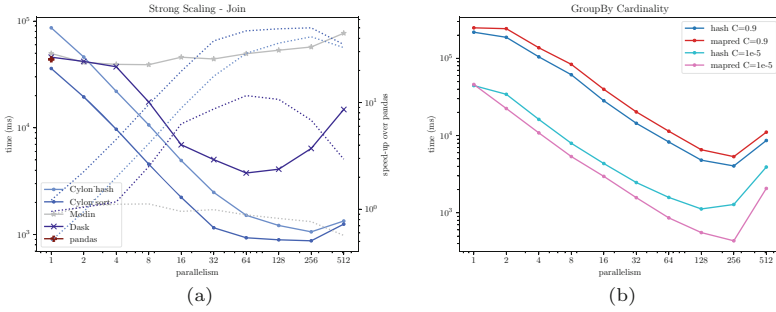 Strong Scaling - Join
10^5
10^4
10^3
time (ms)
10^1
10^0
speed-up over pandas
Cylon hash
Cylon sort
Modin
Dask
pandas
1 2 4 8 16 32 64 128 256 512
parallelism
(a)
GroupBy Cardinality
10^5
10^4
10^3
time (ms)
hash C=0.9
mapred C=0.9
hash C=1e-5
mapred C=1e-5
1 2 4 8 16 32 64 128 256 512
parallelism
(b)